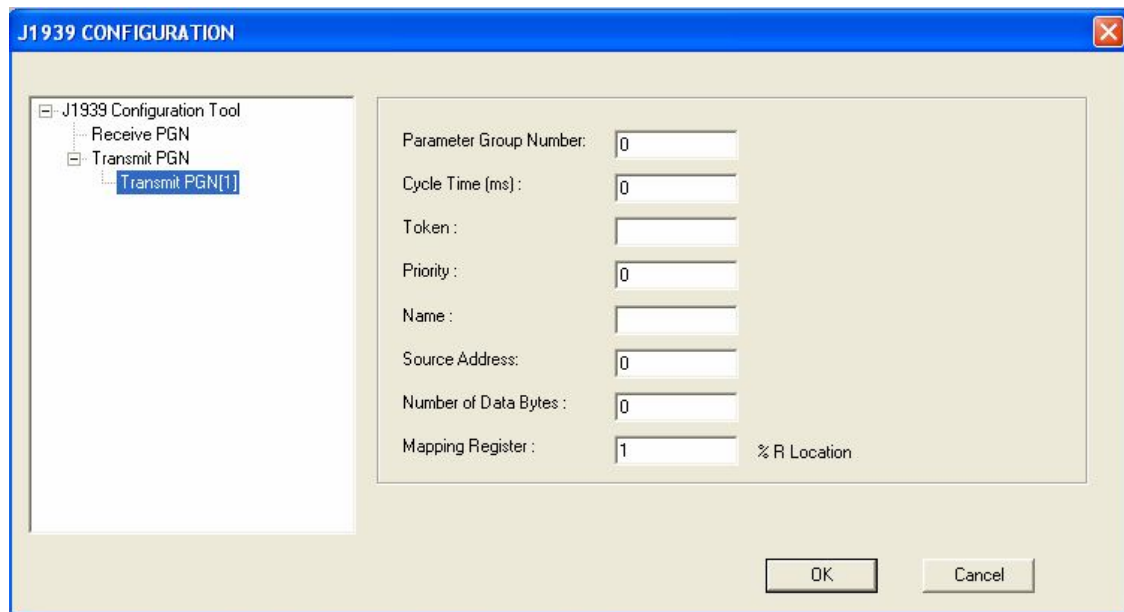 J1939 CONFIGURATION
J1939 Configuration Tool
Receive PGN
Transmit PGN
Transmit PGN[1]
Parameter Group Number: 0
Cycle Time (ms) : 0
Token :
Priority : 0
Name :
Source Address: 0
Number of Data Bytes : 0
Mapping Register : 1 % R Location
OK Cancel